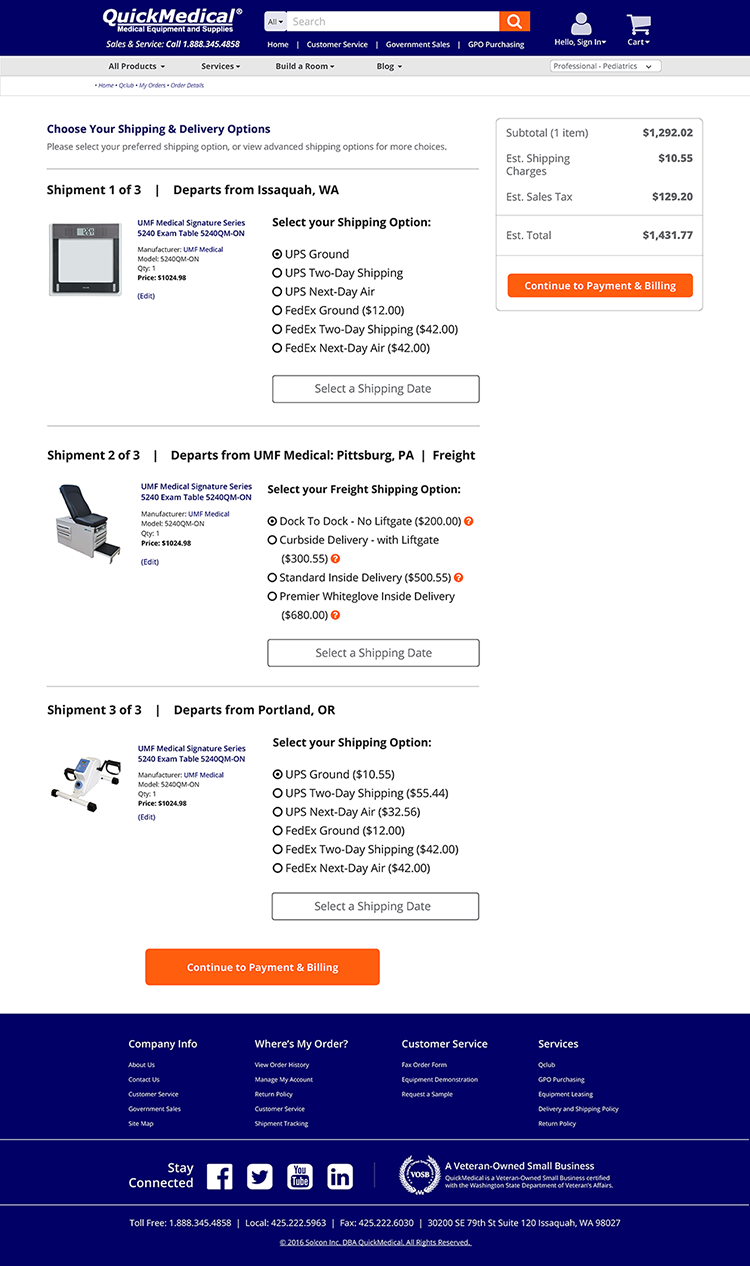 QuickMedical®
Medical Equipment and Supplies
Sales & Service: Call 1.888.345.4858
All
Search
Home | Customer Service | Government Sales | GPO Purchasing
Hello, Sign In
Cart
All Products
Services
Build a Room
Blog
Professional - Pediatrics
• Home • Qclub • My Orders • Order Details
Choose Your Shipping & Delivery Options
Please select your preferred shipping option, or view advanced shipping options for more choices.
Subtotal (1 item) $1,292.02
Est. Shipping $10.55
Charges
Est. Sales Tax $129.20
Est. Total $1,431.77
Continue to Payment & Billing
Shipment 1 of 3 | Departs from Issaquah, WA
UMF Medical Signature Series
5240 Exam Table 5240QM-ON
Manufacturer: UMF Medical
Model: 5240QM-ON
Qty: 1
Price: $1024.98
(Edit)
Select your Shipping Option:
UPS Ground
UPS Two-Day Shipping
UPS Next-Day Air
FedEx Ground ($12.00)
FedEx Two-Day Shipping ($42.00)
FedEx Next-Day Air ($42.00)
Select a Shipping Date
Shipment 2 of 3 | Departs from UMF Medical: Pittsburg, PA | Freight
UMF Medical Signature Series
5240 Exam Table 5240QM-ON
Manufacturer: UMF Medical
Model: 5240QM-ON
Qty: 1
Price: $1024.98
(Edit)
Select your Freight Shipping Option:
Dock To Dock - No Liftgate ($200.00) ?
Curbside Delivery - with Liftgate
($300.55) ?
Standard Inside Delivery ($500.55) ?
Premier Whiteglove Inside Delivery
($680.00) ?
Select a Shipping Date
Shipment 3 of 3 | Departs from Portland, OR
UMF Medical Signature Series
5240 Exam Table 5240QM-ON
Manufacturer: UMF Medical
Model: 5240QM-ON
Qty: 1
Price: $1024.98
(Edit)
Select your Shipping Option:
UPS Ground ($10.55)
UPS Two-Day Shipping ($55.44)
UPS Next-Day Air ($32.56)
FedEx Ground ($12.00)
FedEx Two-Day Shipping ($42.00)
FedEx Next-Day Air ($42.00)
Select a Shipping Date
Continue to Payment & Billing
Company Info
About Us
Contact Us
Customer Service
Government Sales
Site Map
Where's My Order?
View Order History
Manage My Account
Return Policy
Customer Service
Shipment Tracking
Customer Service
Fax Order Form
Equipment Demonstration
Request a Sample
Services
Qclub
GPO Purchasing
Equipment Leasing
Delivery and Shipping Policy
Return Policy
Stay
Connected
You
Tube
in
VOSB
A Veteran-Owned Small Business
QuickMedical is a Veteran-Owned Small Business certified
with the Washington State Department of Veteran's Affairs.
Toll Free: 1.888.345.4858 | Local: 425.222.5963 | Fax: 425.222.6030 | 30200 SE 79th St Suite 120 Issaquah, WA 98027
© 2016 Solcon Inc. DBA QuickMedical. All Rights Reserved.